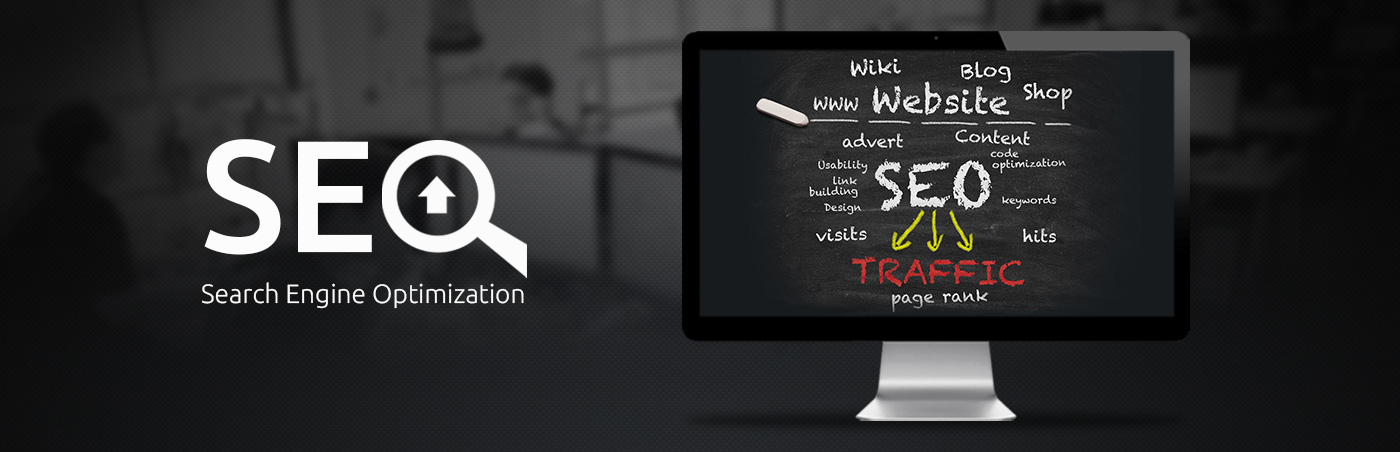 SEO
Search Engine Optimization
Wiki
Blog
www
Website
Shop
advert
Content
Usability
code
optimization
link
building
SEO
Design
keywords
visits
hits
TRAFFIC
page rank